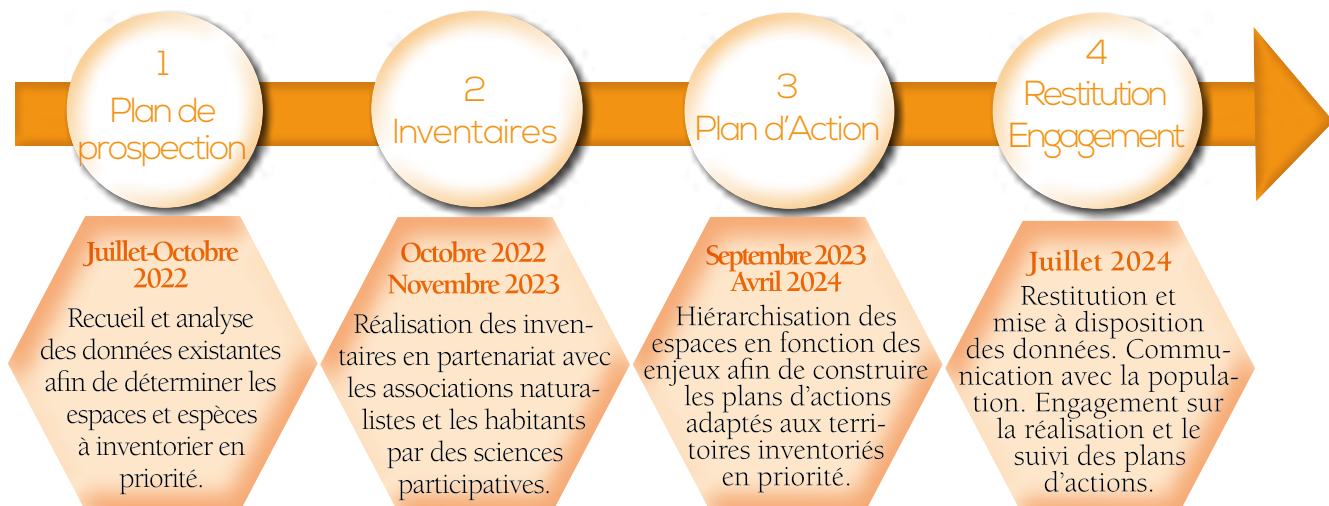 1
Plan de
prospection
2
Inventaires
3
Plan d'Action
4
Restitution
Engagement
Juillet-Octobre
2022
Recueil et analyse
des données existantes
afin de déterminer les
espaces et espèces
à inventorier en
priorité.
Octobre 2022
Novembre 2023
Réalisation des inven-
taires en partenariat avec
les associations natura-
listes et les habitants
par des sciences
participatives.
Septembre 2023
Avril 2024
Hiérarchisation des
espaces en fonction des
enjeux afin de construire
les plans d'actions
adaptés aux terri-
toires inventoriés
en priorité.
Juillet 2024
Restitution et
mise à disposition
des données. Commu-
nication avec la popula-
tion. Engagement sur
la réalisation et le
suivi des plans
d'actions.